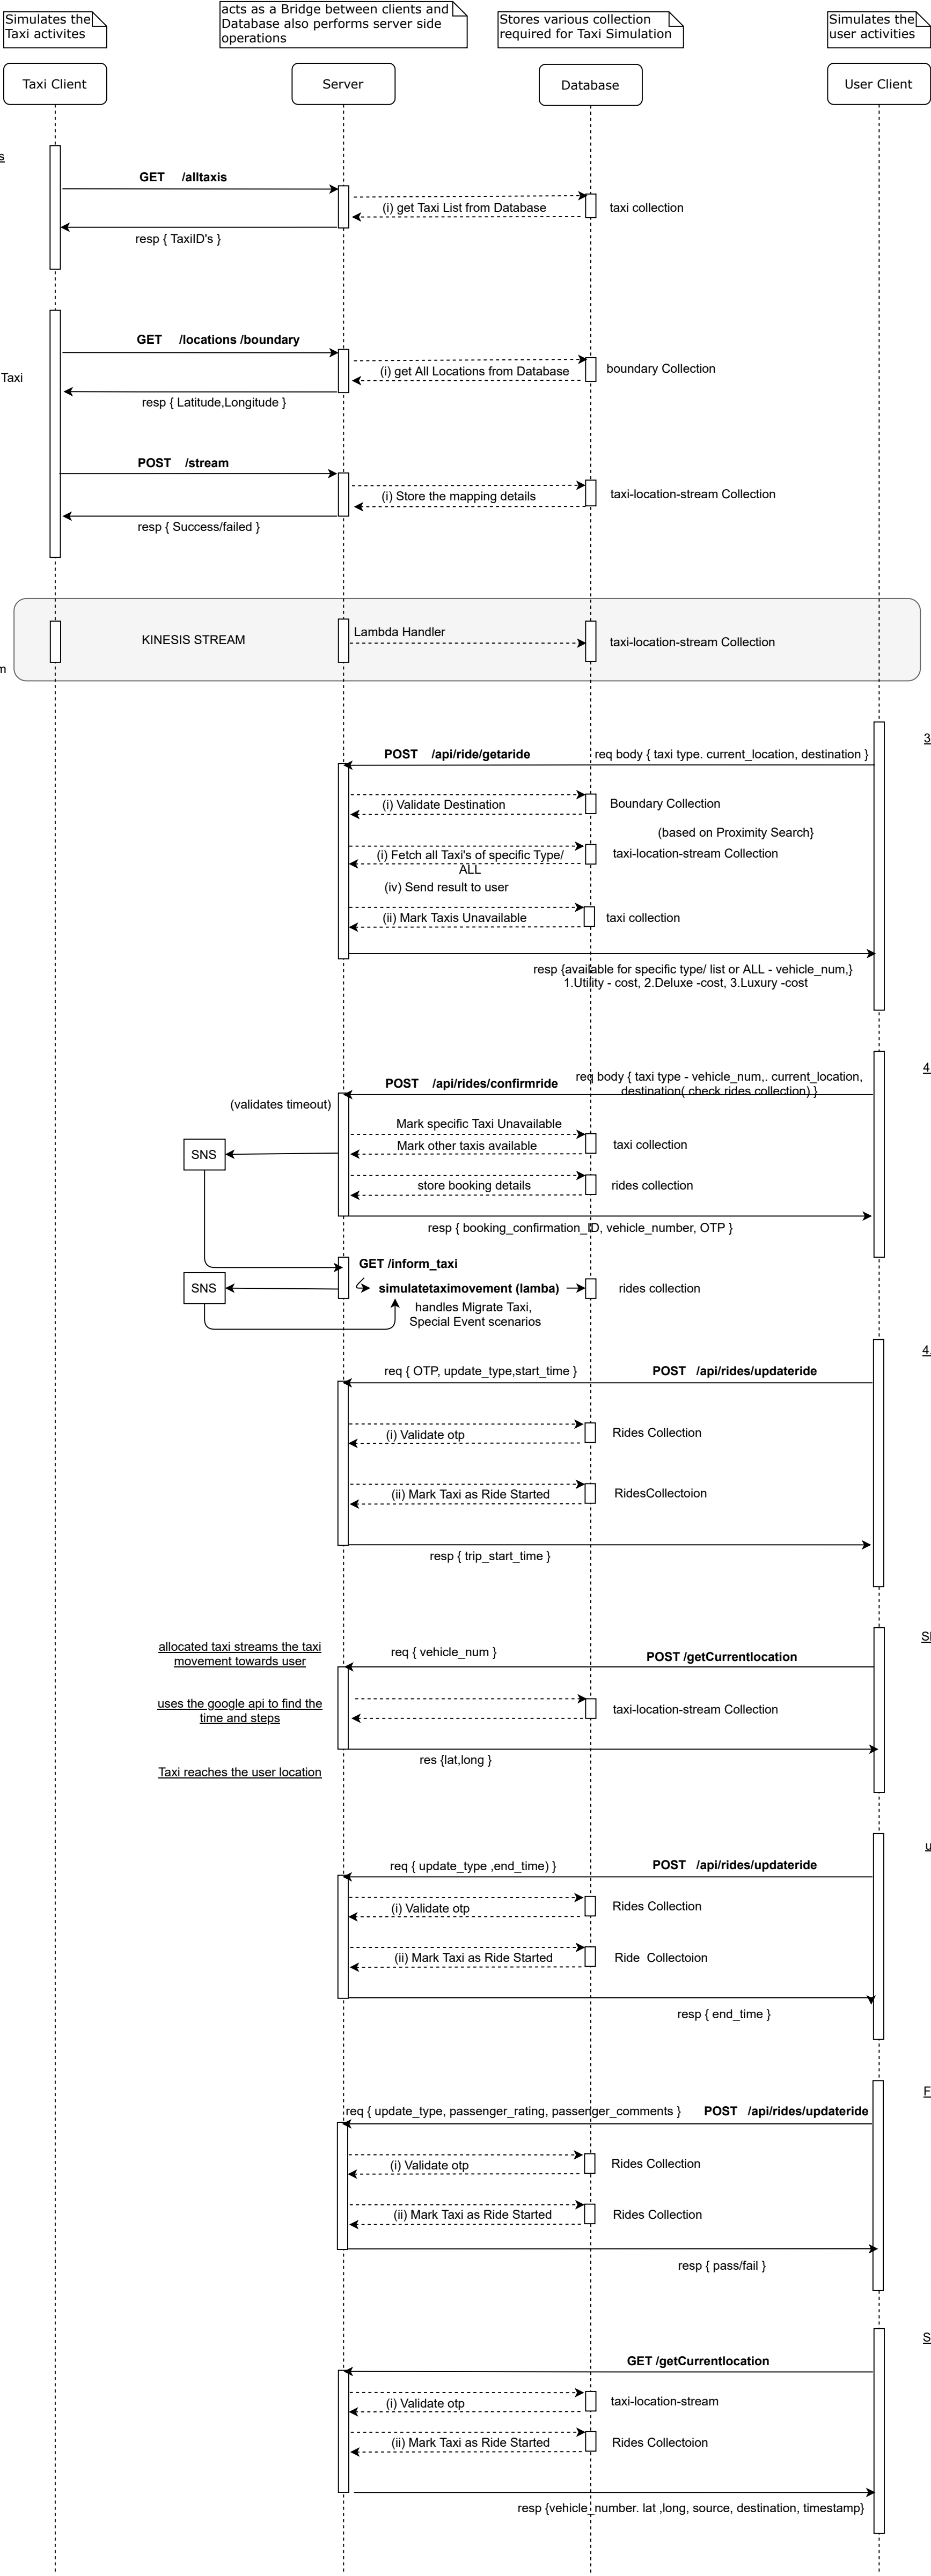 Simulates the
Taxi activites
acts as a Bridge between clients and
Database also performs server side
operations
Stores various collection
required for Taxi Simulation
Simulates the
user activities
Taxi Client
Server
Database
User Client
s
GET /alltaxis
(i) get Taxi List from Database
taxi collection
resp { TaxiID's }
GET /locations /boundary
(i) get All Locations from Database
boundary Collection
Taxi
resp { Latitude,Longitude }
POST /stream
(i) Store the mapping details
taxi-location-stream Collection
resp { Success/failed }
KINESIS STREAM
Lambda Handler
taxi-location-stream Collection
m
3
POST /api/ride/getaride
req body { taxi type. current_location, destination }
(i) Validate Destination
Boundary Collection
(based on Proximity Search}
(i) Fetch all Taxi's of specific Type/
ALL
taxi-location-stream Collection
(iv) Send result to user
(ii) Mark Taxis Unavailable
taxi collection
resp {available for specific type/ list or ALL - vehicle_num,}
1.Utility - cost, 2.Deluxe -cost, 3.Luxury -cost
4
POST /api/rides/confirmride
req body { taxi type - vehicle_num,. current_location,
destination( check rides collection) }
(validates timeout)
Mark specific Taxi Unavailable
Mark other taxis available
taxi collection
SNS
store booking details
rides collection
resp { booking_confirmation_ID, vehicle_number, OTP }
GET /inform_taxi
SNS
simulatetaximovement (lamba)
rides collection
handles Migrate Taxi,
Special Event scenarios
4.
req { OTP, update_type,start_time }
POST /api/rides/updateride
(i) Validate otp
Rides Collection
(ii) Mark Taxi as Ride Started
RidesCollectoion
resp { trip_start_time }
allocated taxi streams the taxi
movement towards user
req { vehicle_num }
POST /getCurrentlocation
uses the google api to find the
time and steps
taxi-location-stream Collection
res {lat,long }
Taxi reaches the user location
u
req { update_type ,end_time) }
POST /api/rides/updateride
(i) Validate otp
Rides Collection
(ii) Mark Taxi as Ride Started
Ride Collectoion
resp { end_time }
F
req { update_type, passenger_rating, passenger_comments }
POST /api/rides/updateride
(i) Validate otp
Rides Collection
(ii) Mark Taxi as Ride Started
Rides Collection
resp { pass/fail }
S
GET /getCurrentlocation
(i) Validate otp
taxi-location-stream
(ii) Mark Taxi as Ride Started
Rides Collectoion
resp {vehicle_number. lat ,long, source, destination, timestamp}